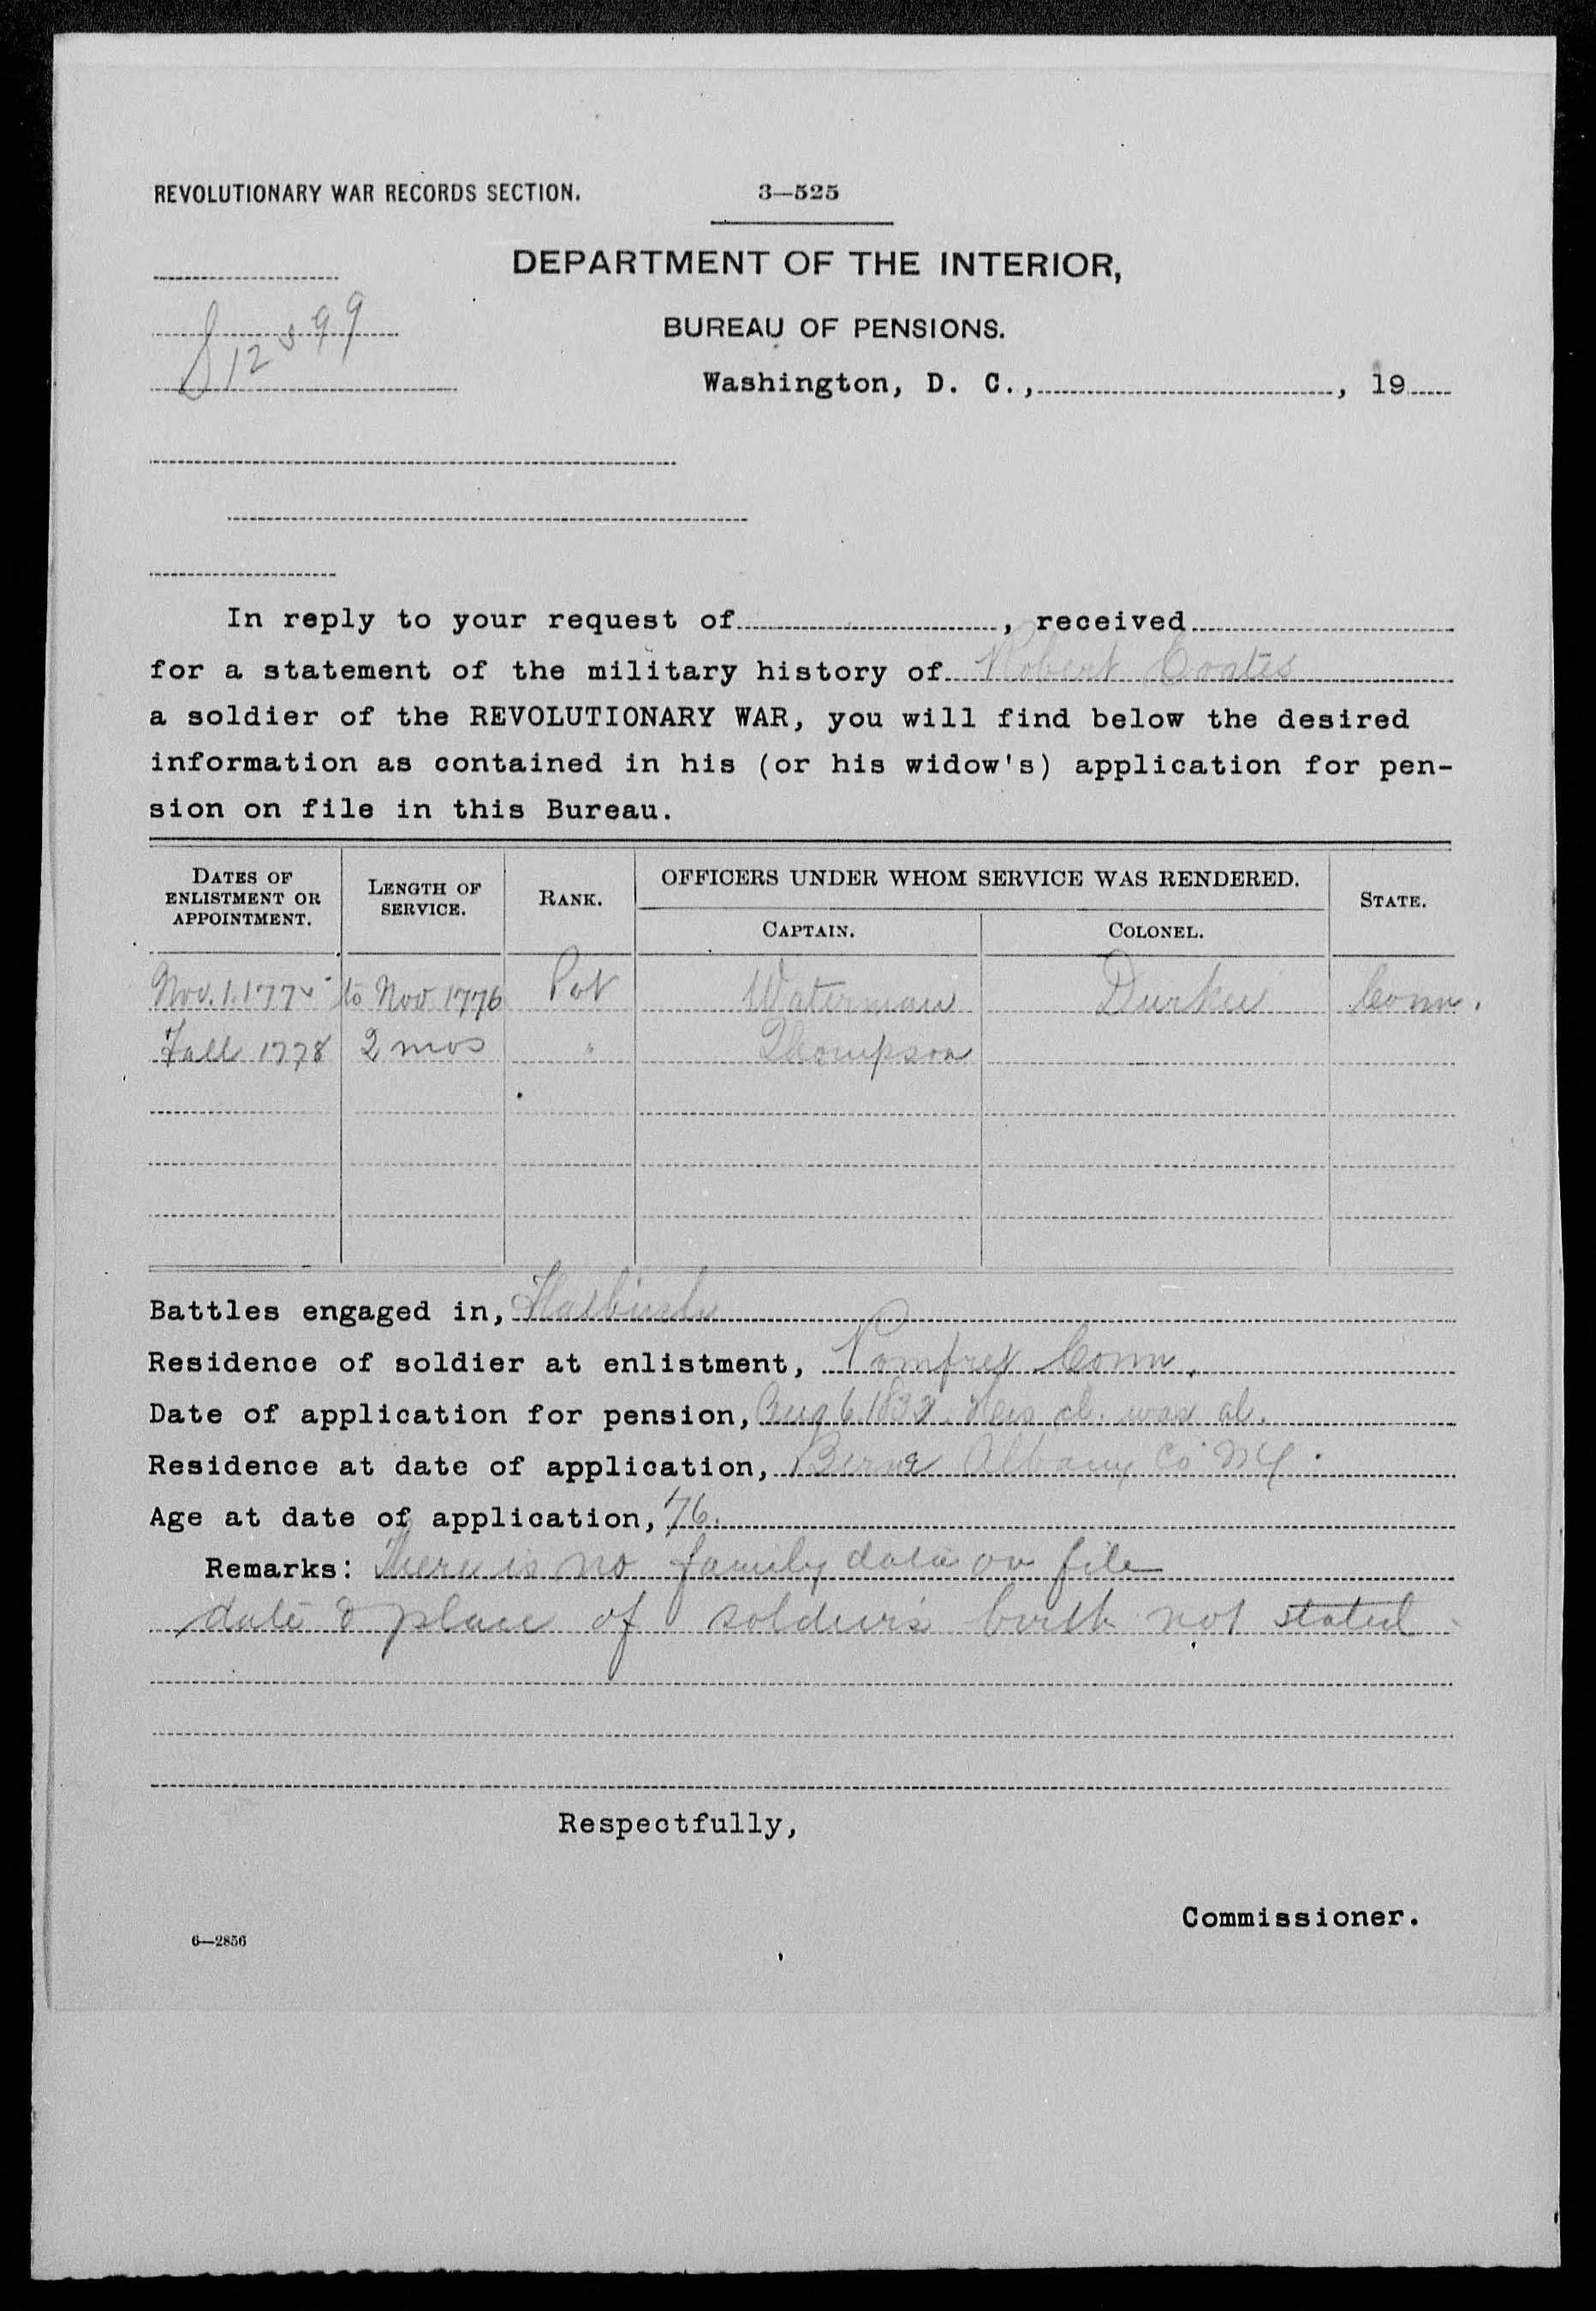 REVOLUTIONARY WAR RECORDS SECTION. 3—525
DEPARTMENT OF THE INTERIOR,
S 12599
BUREAU OF PENSIONS.
Washington, D. C., , 19
In reply to your request of , received
for a statement of the military history of Robert Coates
a soldier of the REVOLUTIONARY WAR, you will find below the desired
information as contained in his (or his widow's) application for pen-
sion on file in this Bureau.
DATES OF ENLISTMENT OR APPOINTMENT. LENGTH OF SERVICE. RANK. OFFICERS UNDER WHOM SERVICE WAS RENDERED. STATE.
CAPTAIN. COLONEL.
Nov. 1. 1775 to Nov 1776 Pvt Waterman Durkee Conn.
Fall 1778 2 mos " Thompson
Battles engaged in, Flatbush
Residence of soldier at enlistment, Pomfret Conn.
Date of application for pension, Aug 6 1832. His cl. was al.
Residence at date of application, Berne Albany Co NY.
Age at date of application, 76.
Remarks: There is no family data on file
date & place of soldier's birth not stated
Respectfully,
Commissioner.
6—2856